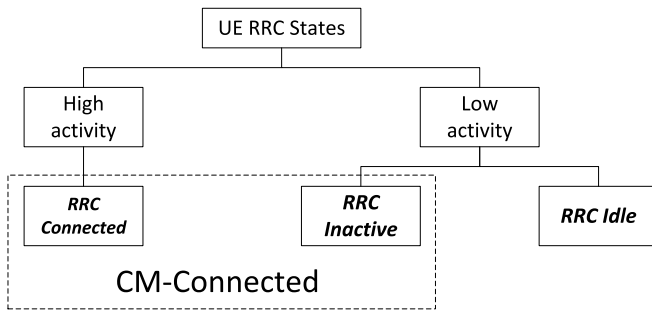 UE RRC States
High
activity
Low
activity
RRC
Connected
RRC
Inactive
RRC Idle
CM-Connected